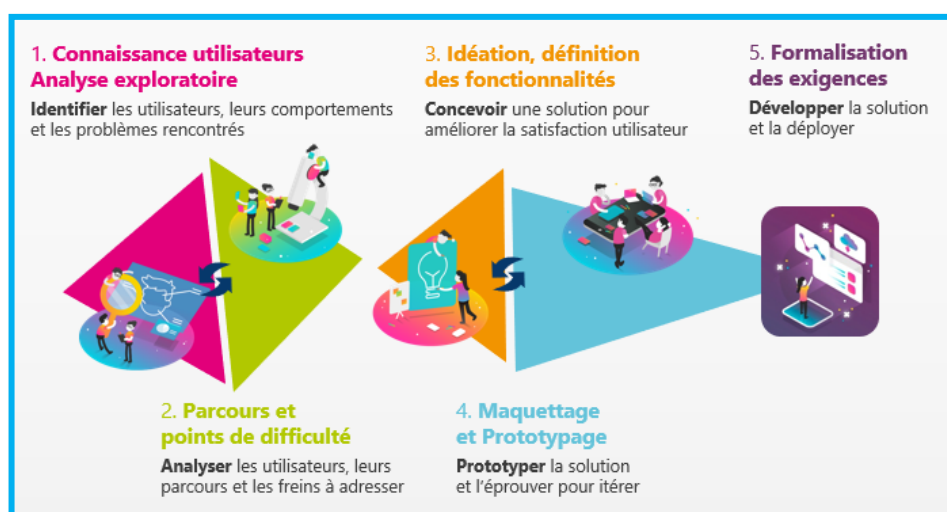 1. Connaissance utilisateurs
Analyse exploratoire
Identifier les utilisateurs, leurs comportements
et les problèmes rencontrés
2. Parcours et
points de difficulté
Analyser les utilisateurs, leurs
parcours et les freins à adresser
3. Idéation, définition
des fonctionnalités
Concevoir une solution pour
améliorer la satisfaction utilisateur
4. Maquettage
et Prototypage
Prototyper la solution
et l'éprouver pour itérer
5. Formalisation
des exigences
Développer la solution
et la déployer